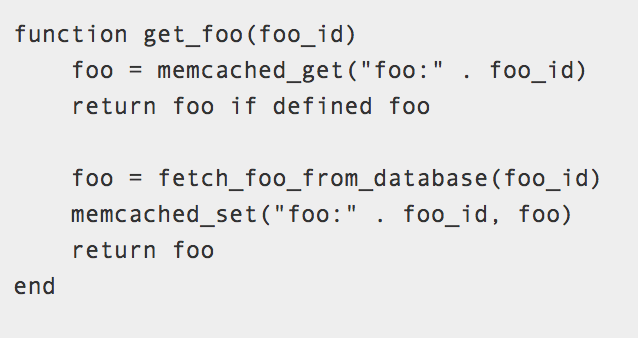 function get_foo(foo_id)
    foo = memcached_get("foo:" . foo_id)
    return foo if defined foo

    foo = fetch_foo_from_database(foo_id)
    memcached_set("foo:" . foo_id, foo)
    return foo
end